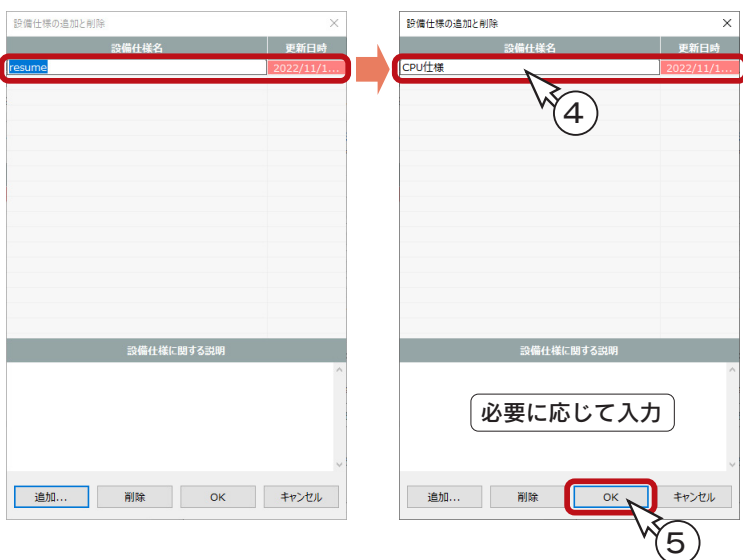 設備仕様の追加と削除
設備仕様名 更新日時
resume 2022/11/1...
設備仕様に関する説明
追加... 削除 OK キャンセル
設備仕様の追加と削除
設備仕様名 更新日時
CPU仕様 2022/11/1...
④
設備仕様に関する説明
必要に応じて入力
追加... 削除 OK キャンセル
⑤